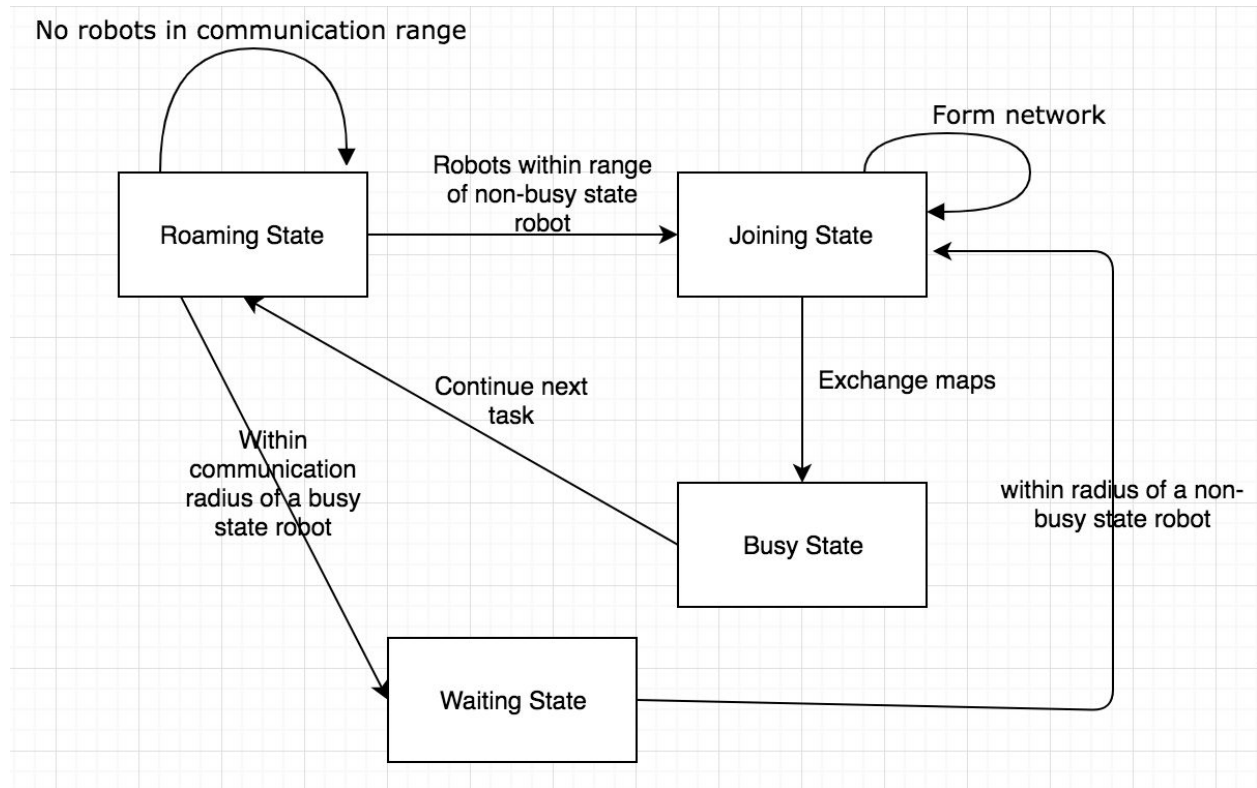 No robots in communication range
Form network
Robots within range
of non-busy state
robot
Roaming State
Joining State
Continue next
task
Exchange maps
Within
communication
radius of a busy
state robot
within radius of a non-
busy state robot
Busy State
Waiting State